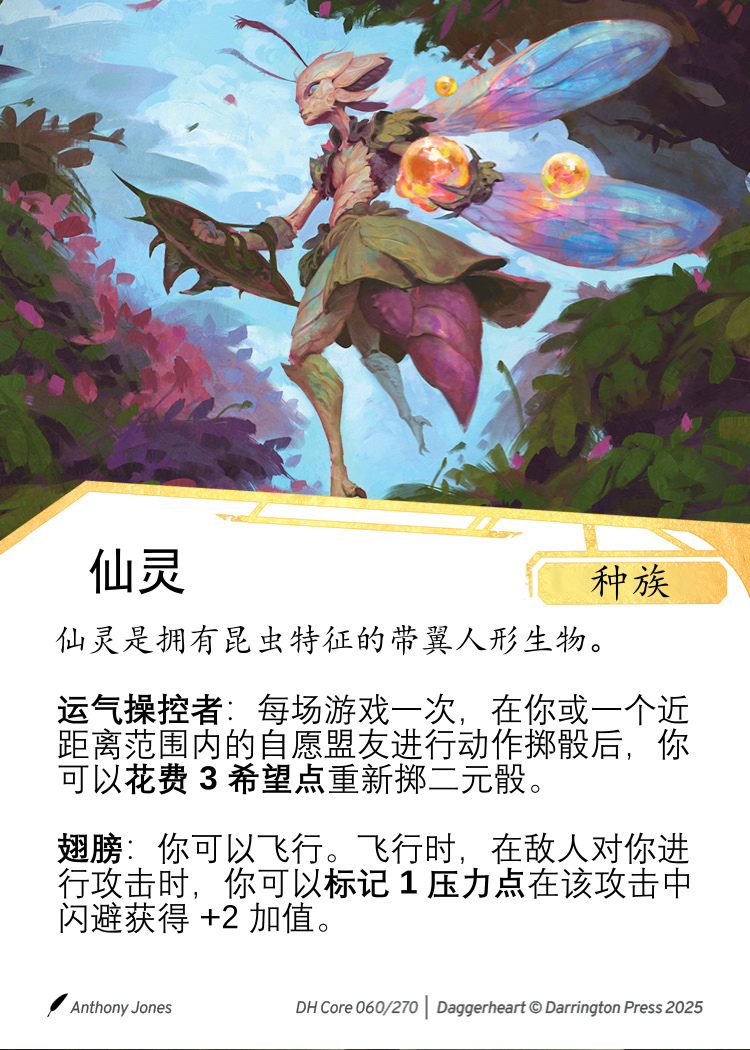 仙灵
种族
仙灵是拥有昆虫特征的带翼人形生物。
运气操控者：每场游戏一次，在你或一个近
距离范围内的自愿盟友进行动作掷骰后，你
可以花费 3 希望点重新掷二元骰。
翅膀：你可以飞行。飞行时，在敌人对你进
行攻击时，你可以标记 1 压力点在该攻击中
闪避获得 +2 加值。
Anthony Jones
DH Core 060/270 | Daggerheart © Darrington Press 2025